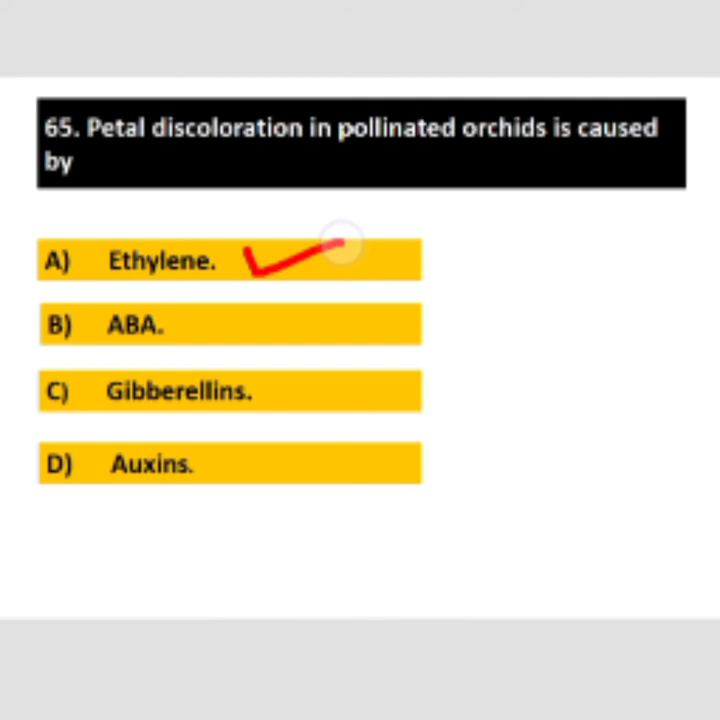 65. Petal discoloration in pollinated orchids is caused
by
A) Ethylene.
B) ABA.
C) Gibberellins.
D) Auxins.